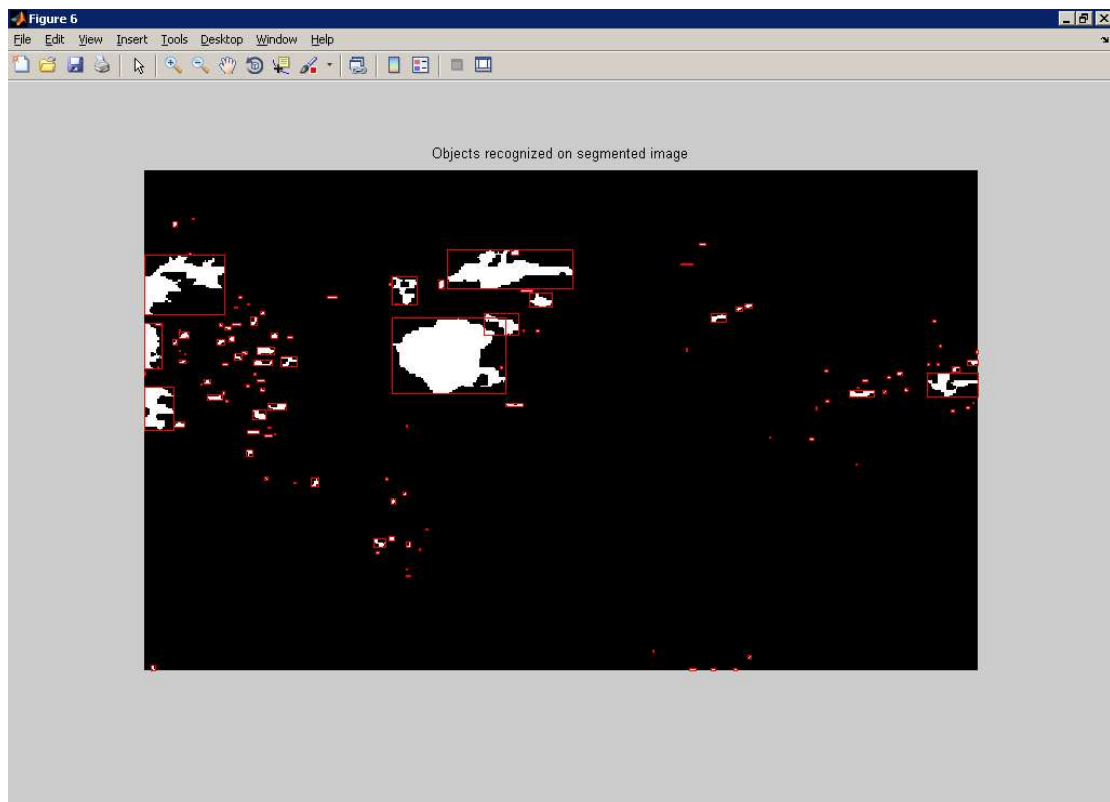 Figure 6
File Edit View Insert Tools Desktop Window Help
Objects recognized on segmented image